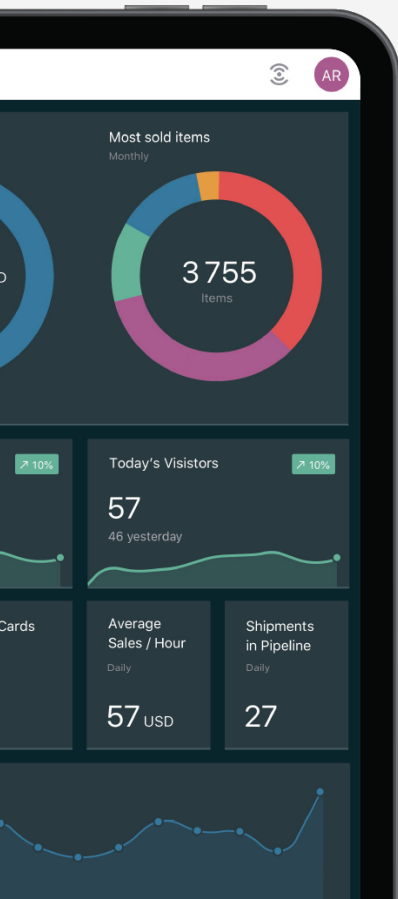 AR
Most sold items
Monthly
3 755
Items
10%
Today's Visistors
10%
57
46 yesterday
Cards
Average
Sales / Hour
Daily
57 USD
Shipments
in Pipeline
Daily
27